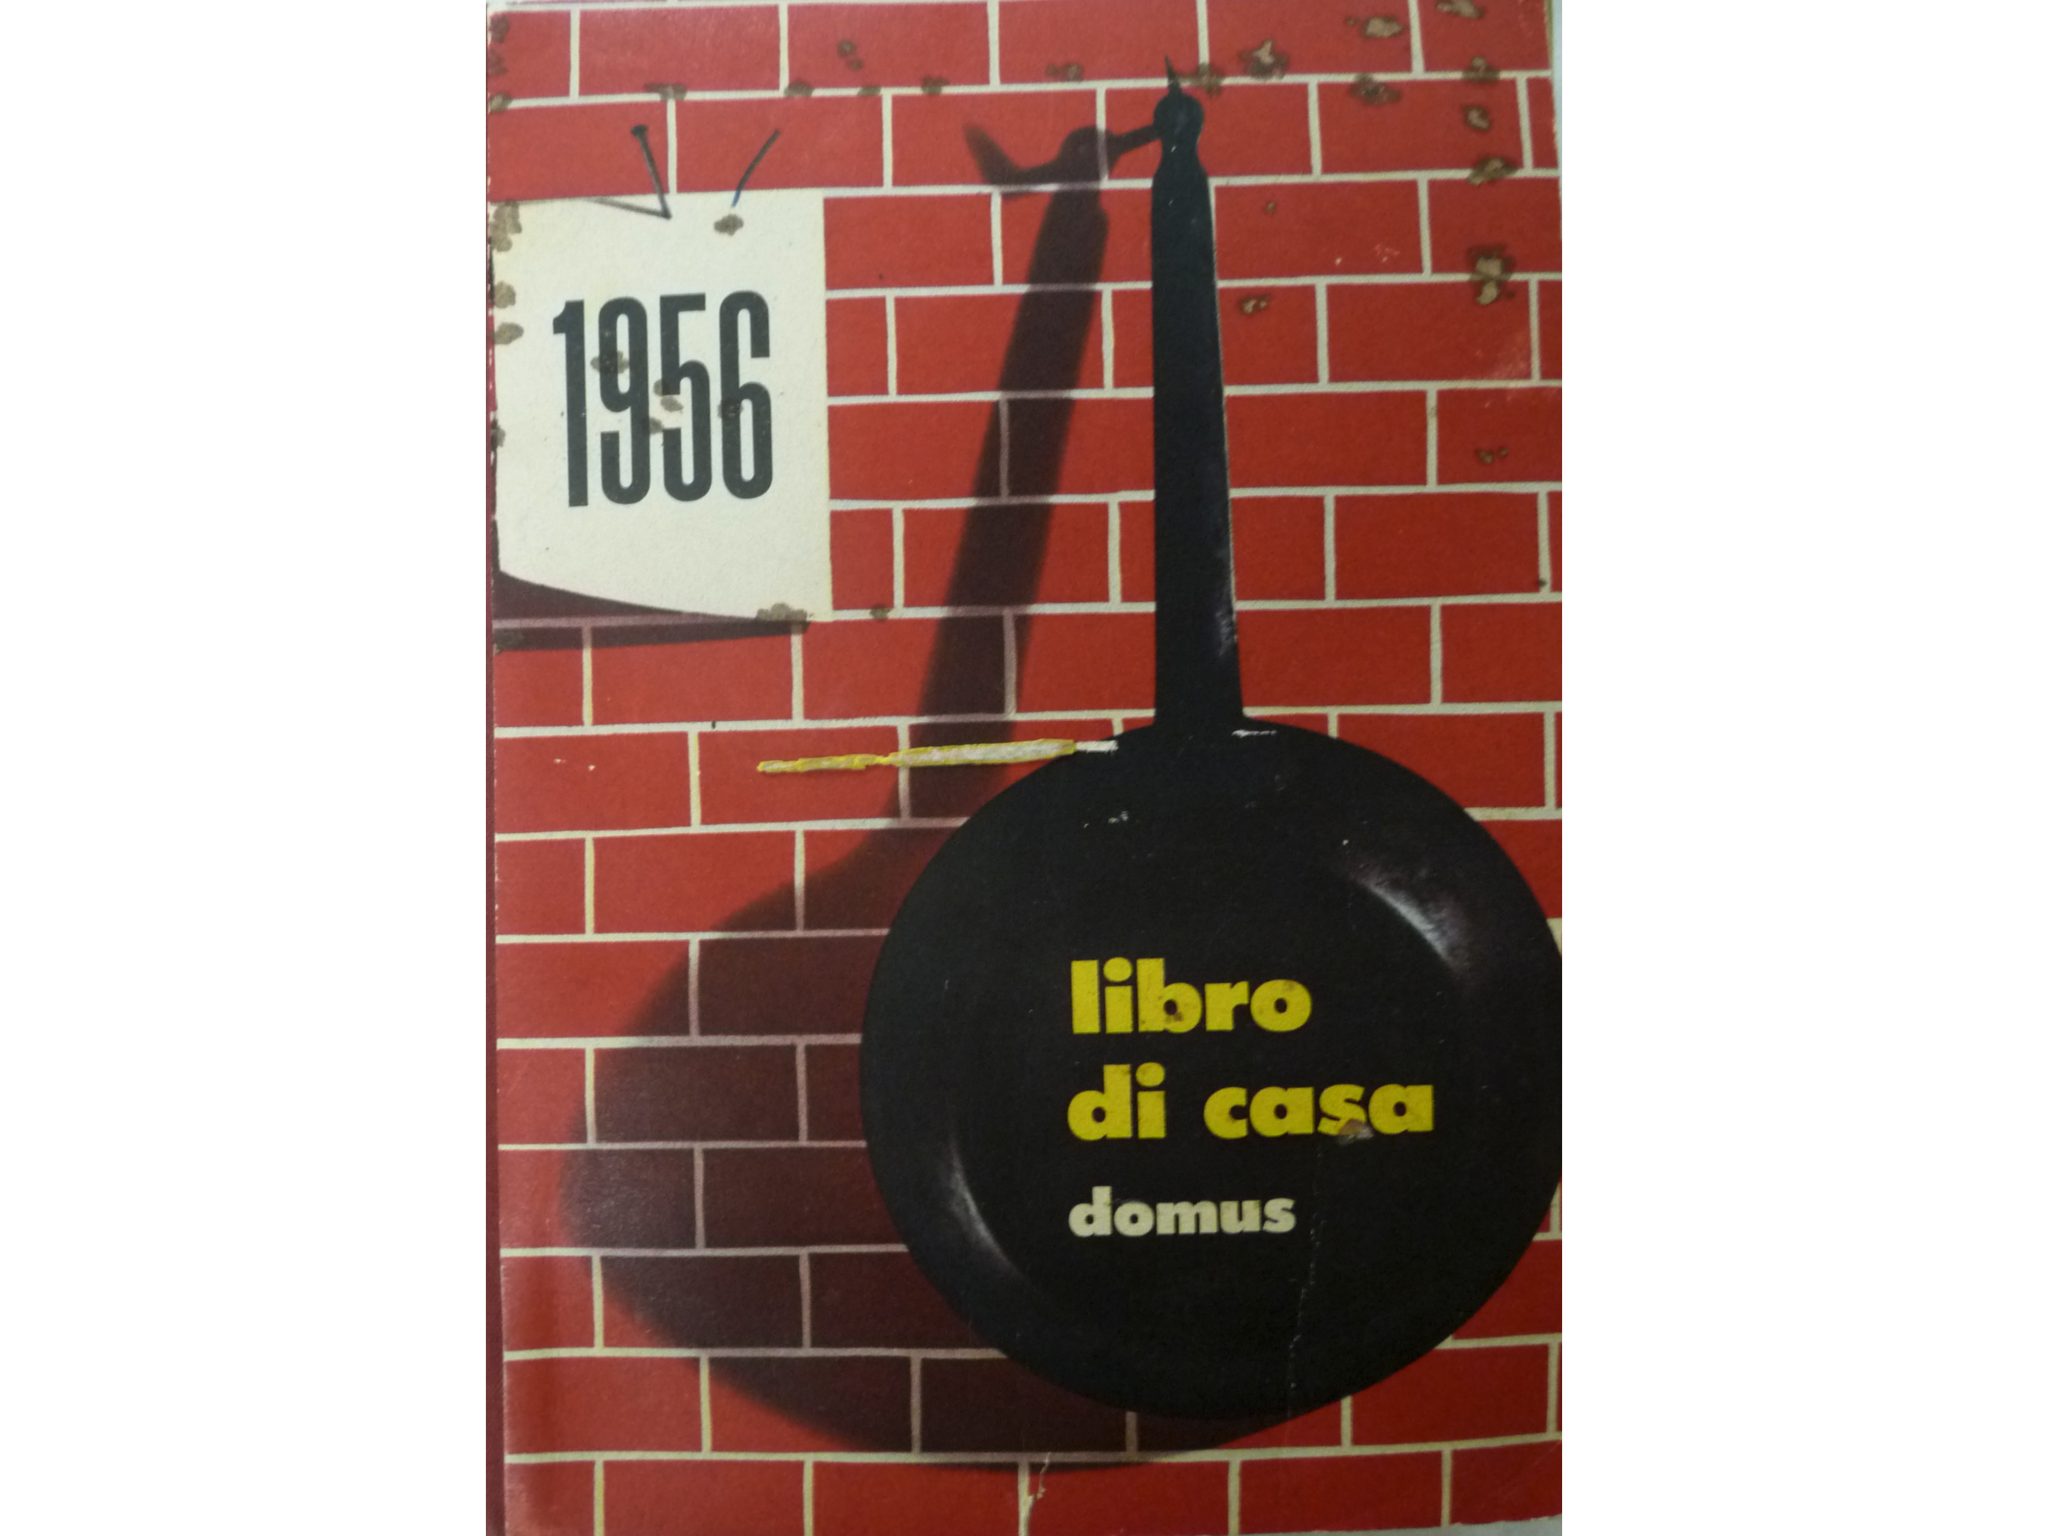 1956
libro
di casa
domus